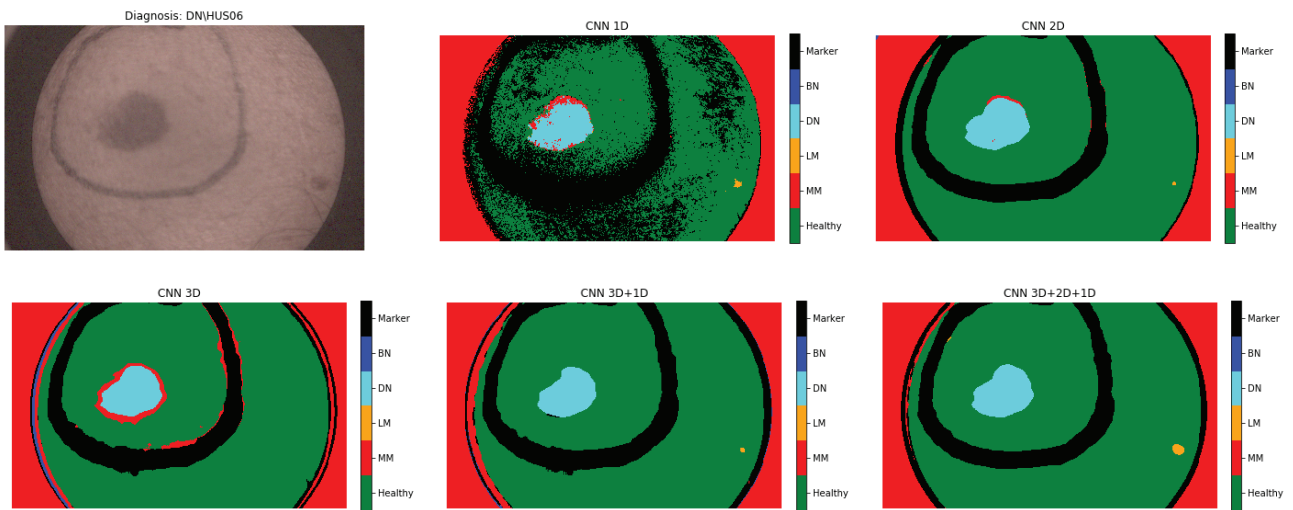 Diagnosis: DN\HUS06
CNN 1D
Marker
BN
DN
LM
MM
Healthy
CNN 2D
Marker
BN
DN
LM
MM
Healthy
CNN 3D
Marker
BN
DN
LM
MM
Healthy
CNN 3D+1D
Marker
BN
DN
LM
MM
Healthy
CNN 3D+2D+1D
Marker
BN
DN
LM
MM
Healthy